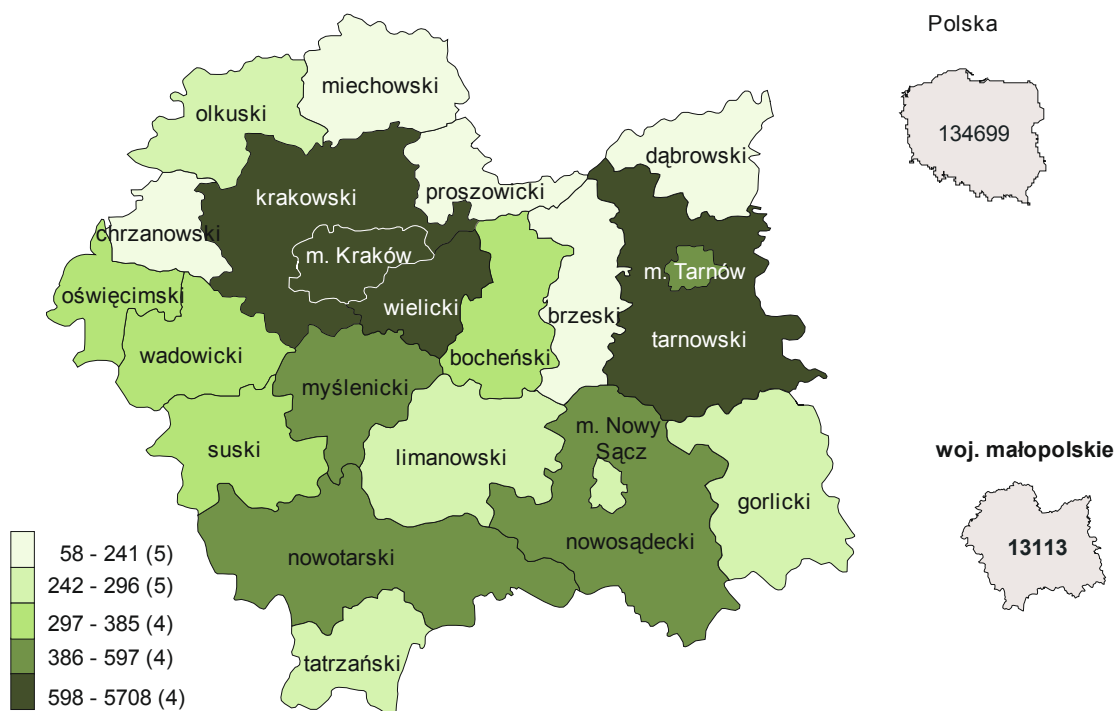 Polska
134699
miechowski
olkuski
dąbrowski
proszowicki
krakowski
chrzanowski
m. Kraków
m. Tarnów
oświęcimski
wielicki
brzeski
tarnowski
wadowicki
bocheński
myślenicki
m. Nowy
Sącz
suski
limanowski
woj. małopolskie
gorlicki
13113
nowotarski
nowosądecki
tatrzański
58 - 241 (5)
242 - 296 (5)
297 - 385 (4)
386 - 597 (4)
598 - 5708 (4)